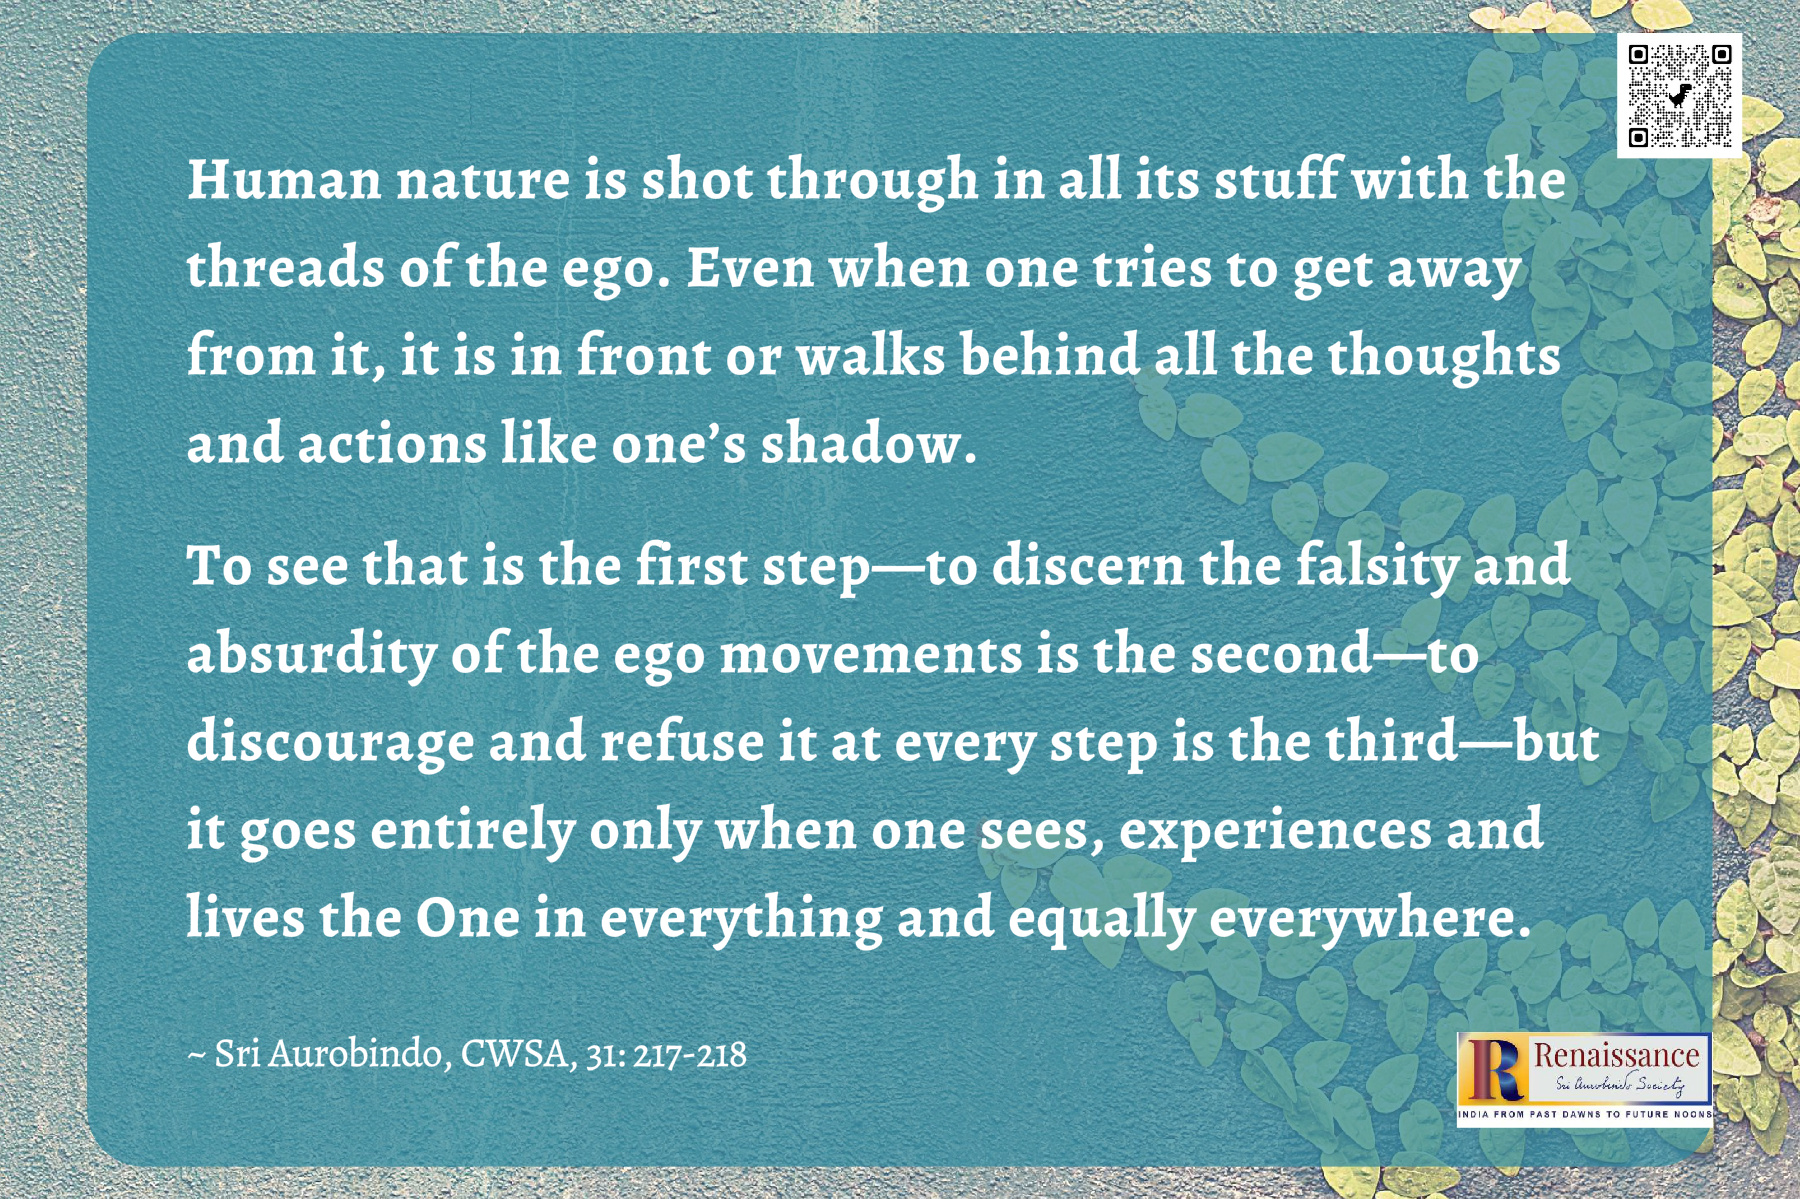 Human nature is shot through in all its stuff with the
threads of the ego. Even when one tries to get away
from it, it is in front or walks behind all the thoughts
and actions like one’s shadow.
To see that is the first step—to discern the falsity and
absurdity of the ego movements is the second—to
discourage and refuse it at every step is the third—but
it goes entirely only when one sees, experiences and
lives the One in everything and equally everywhere.
~ Sri Aurobindo, CWSA, 31: 217-218
R
Renaissance
Sri Aurobindo Society
INDIA FROM PAST DAWNS TO FUTURE NOONS